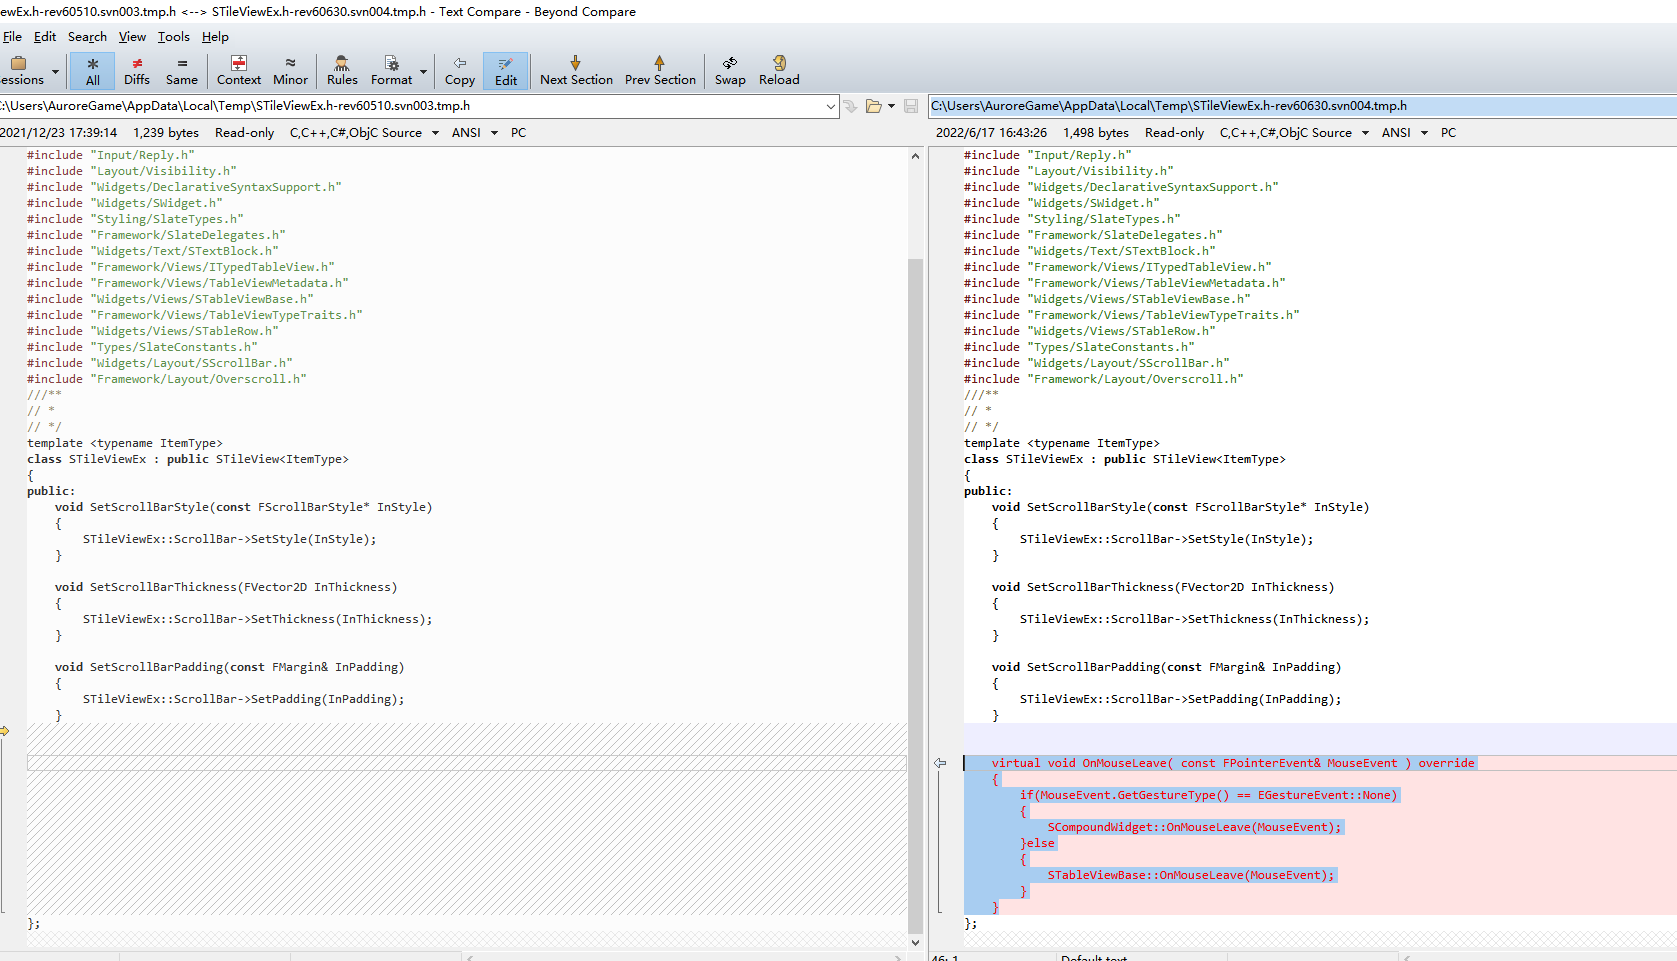 ewEx.h-rev60510.svn003.tmp.h <--> STileViewEx.h-rev60630.svn004.tmp.h - Text Compare - Beyond Compare
File Edit Search View Tools Help
essions All Diffs Same Context Minor Rules Format Copy Edit Next Section Prev Section Swap Reload
:\Users\AuroreGame\AppData\Local\Temp\STileViewEx.h-rev60510.svn003.tmp.h
2021/12/23 17:39:14 1,239 bytes Read-only C,C++,C#,ObjC Source ANSI PC
#include "Input/Reply.h"
#include "Layout/Visibility.h"
#include "Widgets/DeclarativeSyntaxSupport.h"
#include "Widgets/SWidget.h"
#include "Styling/SlateTypes.h"
#include "Framework/SlateDelegates.h"
#include "Widgets/Text/STextBlock.h"
#include "Framework/Views/ITypedTableView.h"
#include "Framework/Views/TableViewMetadata.h"
#include "Widgets/Views/STableViewBase.h"
#include "Framework/Views/TableViewTypeTraits.h"
#include "Widgets/Views/STableRow.h"
#include "Types/SlateConstants.h"
#include "Widgets/Layout/SScrollBar.h"
#include "Framework/Layout/Overscroll.h"
///**
// *
// */
template <typename ItemType>
class STileViewEx : public STileView<ItemType>
{
public:
void SetScrollBarStyle(const FScrollBarStyle* InStyle)
{
STileViewEx::ScrollBar->SetStyle(InStyle);
}
void SetScrollBarThickness(FVector2D InThickness)
{
STileViewEx::ScrollBar->SetThickness(InThickness);
}
void SetScrollBarPadding(const FMargin& InPadding)
{
STileViewEx::ScrollBar->SetPadding(InPadding);
}
};
C:\Users\AuroreGame\AppData\Local\Temp\STileViewEx.h-rev60630.svn004.tmp.h
2022/6/17 16:43:26 1,498 bytes Read-only C,C++,C#,ObjC Source ANSI PC
#include "Input/Reply.h"
#include "Layout/Visibility.h"
#include "Widgets/DeclarativeSyntaxSupport.h"
#include "Widgets/SWidget.h"
#include "Styling/SlateTypes.h"
#include "Framework/SlateDelegates.h"
#include "Widgets/Text/STextBlock.h"
#include "Framework/Views/ITypedTableView.h"
#include "Framework/Views/TableViewMetadata.h"
#include "Widgets/Views/STableViewBase.h"
#include "Framework/Views/TableViewTypeTraits.h"
#include "Widgets/Views/STableRow.h"
#include "Types/SlateConstants.h"
#include "Widgets/Layout/SScrollBar.h"
#include "Framework/Layout/Overscroll.h"
///**
// *
// */
template <typename ItemType>
class STileViewEx : public STileView<ItemType>
{
public:
void SetScrollBarStyle(const FScrollBarStyle* InStyle)
{
STileViewEx::ScrollBar->SetStyle(InStyle);
}
void SetScrollBarThickness(FVector2D InThickness)
{
STileViewEx::ScrollBar->SetThickness(InThickness);
}
void SetScrollBarPadding(const FMargin& InPadding)
{
STileViewEx::ScrollBar->SetPadding(InPadding);
}
virtual void OnMouseLeave( const FPointerEvent& MouseEvent ) override
{
if(MouseEvent.GetGestureType() == EGestureEvent::None)
{
SCompoundWidget::OnMouseLeave(MouseEvent);
}else
{
STableViewBase::OnMouseLeave(MouseEvent);
}
}
};
46: 1 Default text